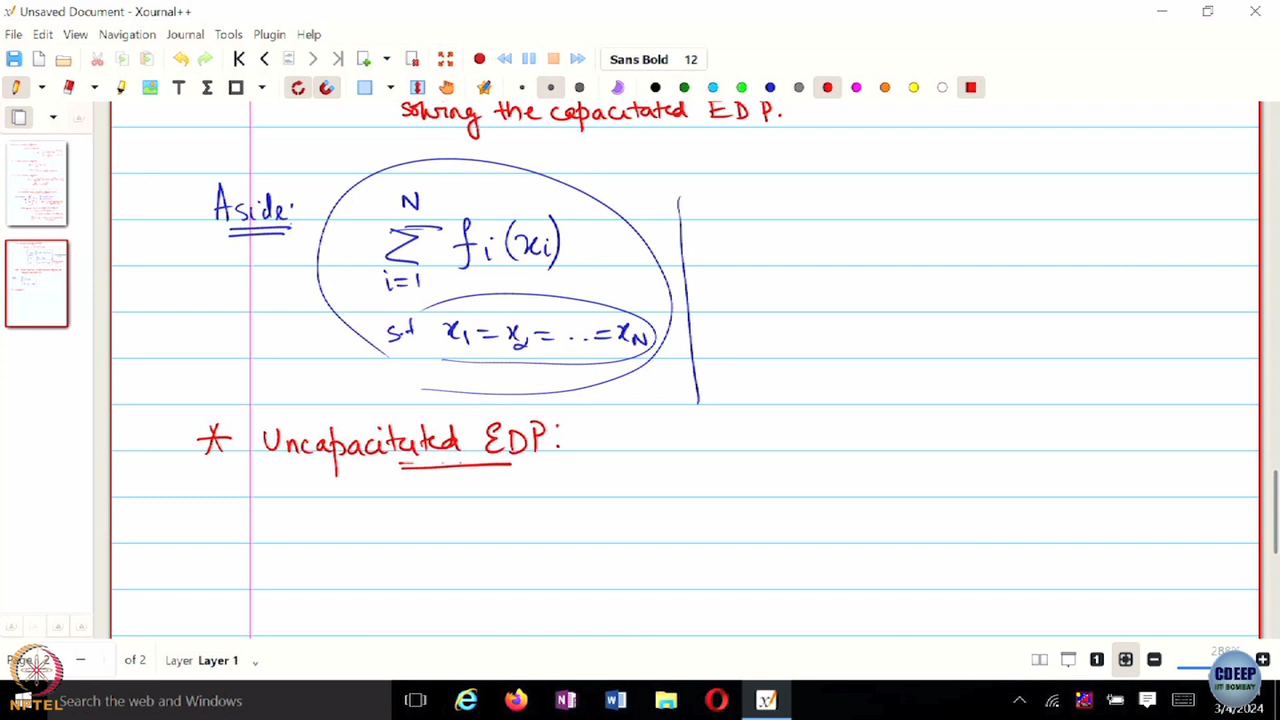 Unsaved Document - Xournal++
File Edit View Navigation Journal Tools Plugin Help
Sans Bold 12
solving the capacitated EDP.
Aside:
N
∑ fi(xi)
i=1
s.t x1 = x2 = ... = xN
* Uncapacitated EDP:
Page 2 of 2 Layer Layer 1
288%
Search the web and Windows
NPTEL
CDEEP
IIT BOMBAY
3/4/2024